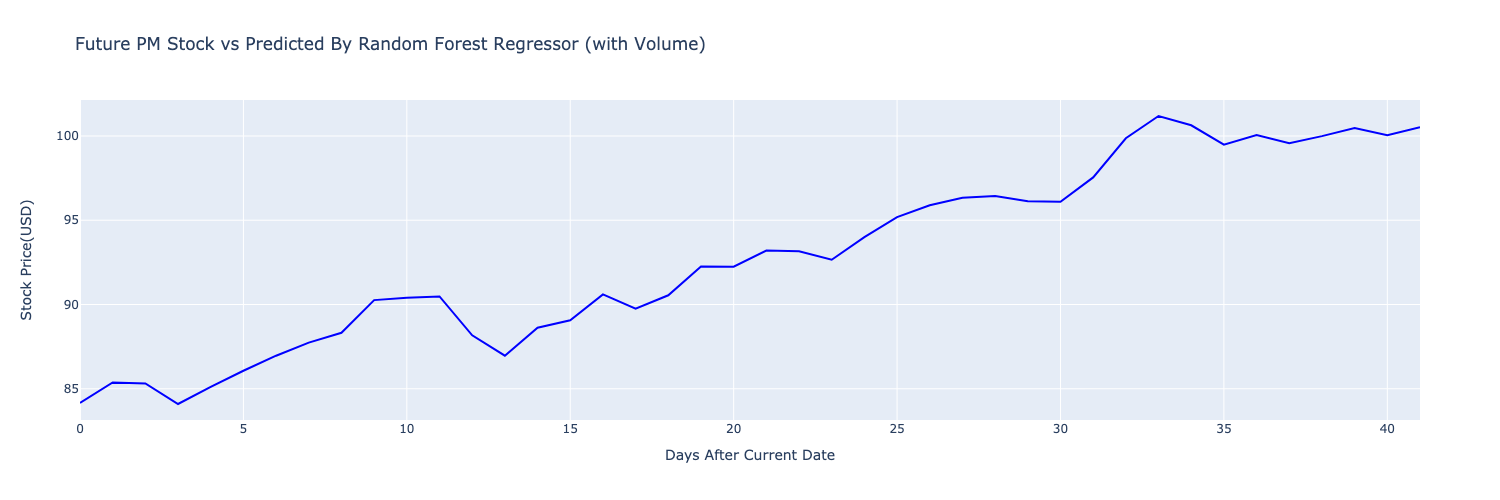 Future PM Stock vs Predicted By Random Forest Regressor (with Volume)
Stock Price(USD)
100
95
90
85
0 5 10 15 20 25 30 35 40
Days After Current Date